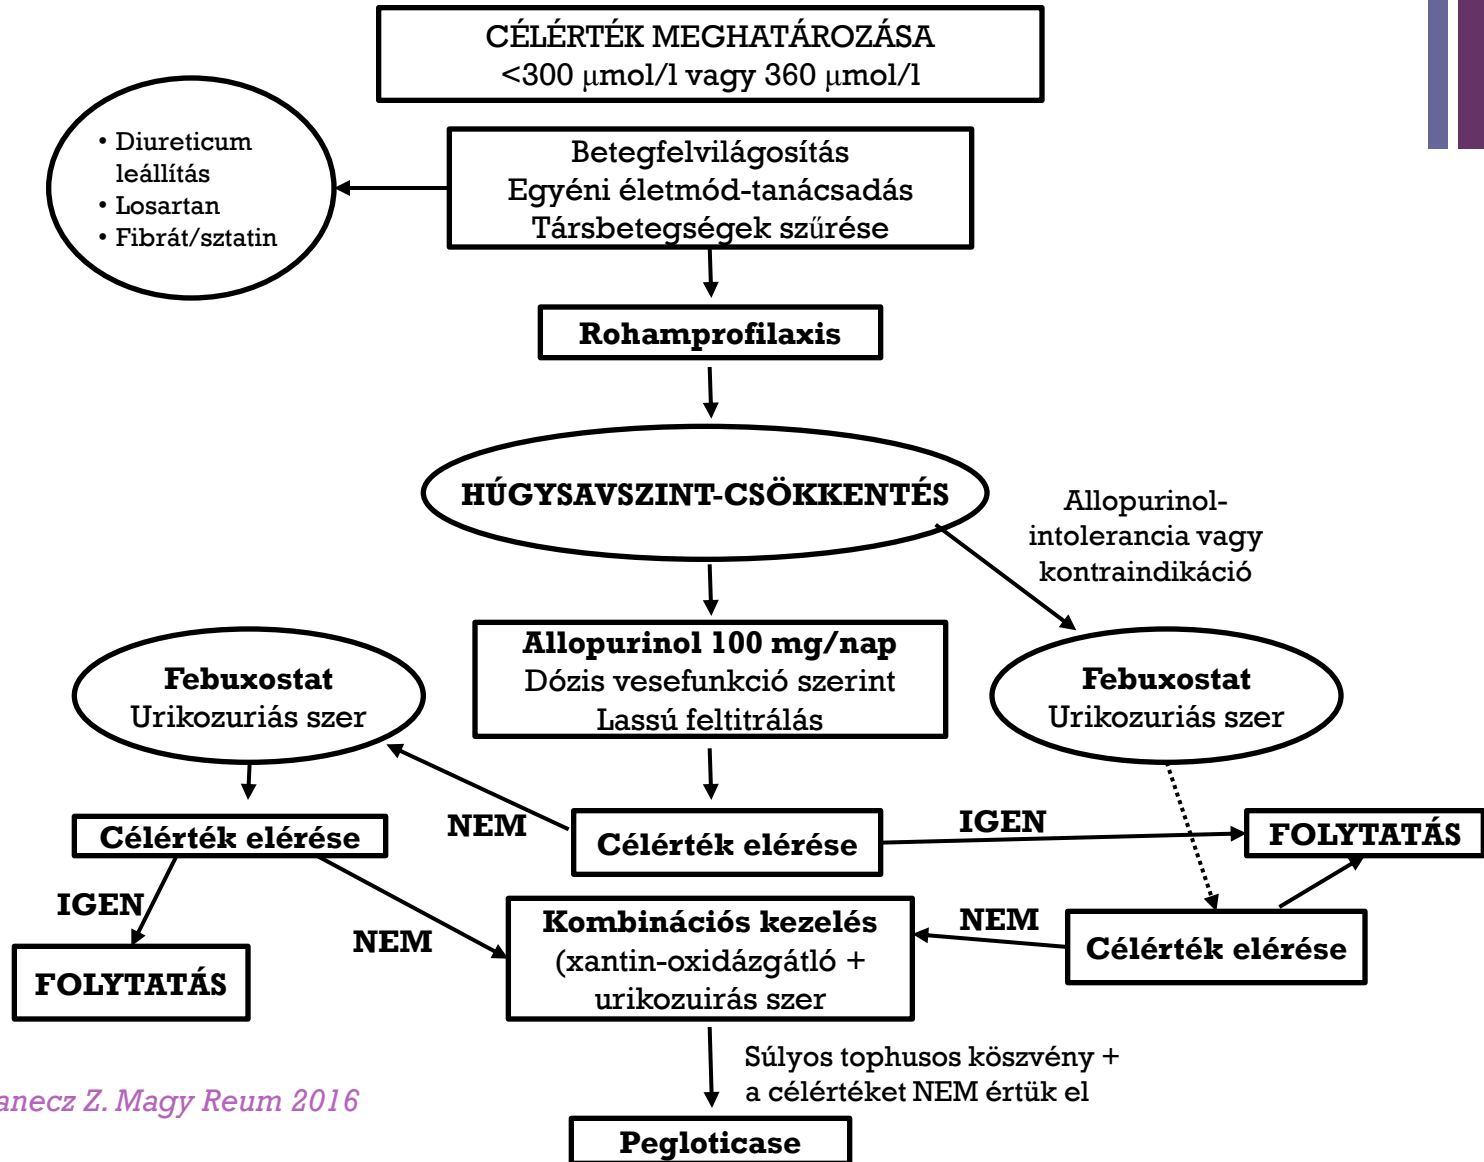 CÉLÉRTÉK MEGHATÁROZÁSA
<300 µmol/l vagy 360 µmol/l
• Diureticum
leállítás
• Losartan
• Fibrát/sztatin
Betegfelvilágosítás
Egyéni életmód-tanácsadás
Társbetegségek szűrése
Rohamprofilaxis
HÚGYSAVSZINT-CSÖKKENTÉS
Allopurinol-
intolerancia vagy
kontraindikáció
Allopurinol 100 mg/nap
Dózis vesefunkció szerint
Lassú feltitrálás
Febuxostat
Urikozuriás szer
Febuxostat
Urikozuriás szer
Célérték elérése
NEM
Célérték elérése
IGEN
FOLYTATÁS
IGEN
NEM
Kombinációs kezelés
(xantin-oxidázgátló +
urikozuirás szer
NEM
Célérték elérése
FOLYTATÁS
Súlyos tophusos köszvény +
a célértéket NEM értük el
anecz Z. Magy Reum 2016
Pegloticase